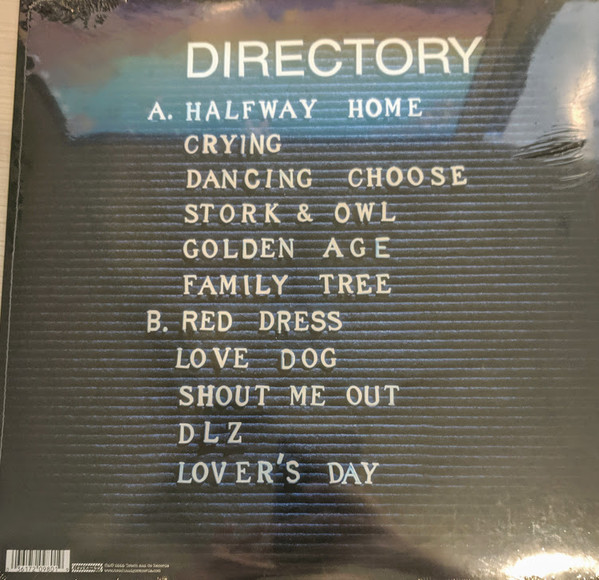 DIRECTORY
A. HALFWAY HOME
CRYING
DANCING CHOOSE
STORK & OWL
GOLDEN AGE
FAMILY TREE
B. RED DRESS
LOVE DOG
SHOUT ME OUT
DLZ
LOVER'S DAY